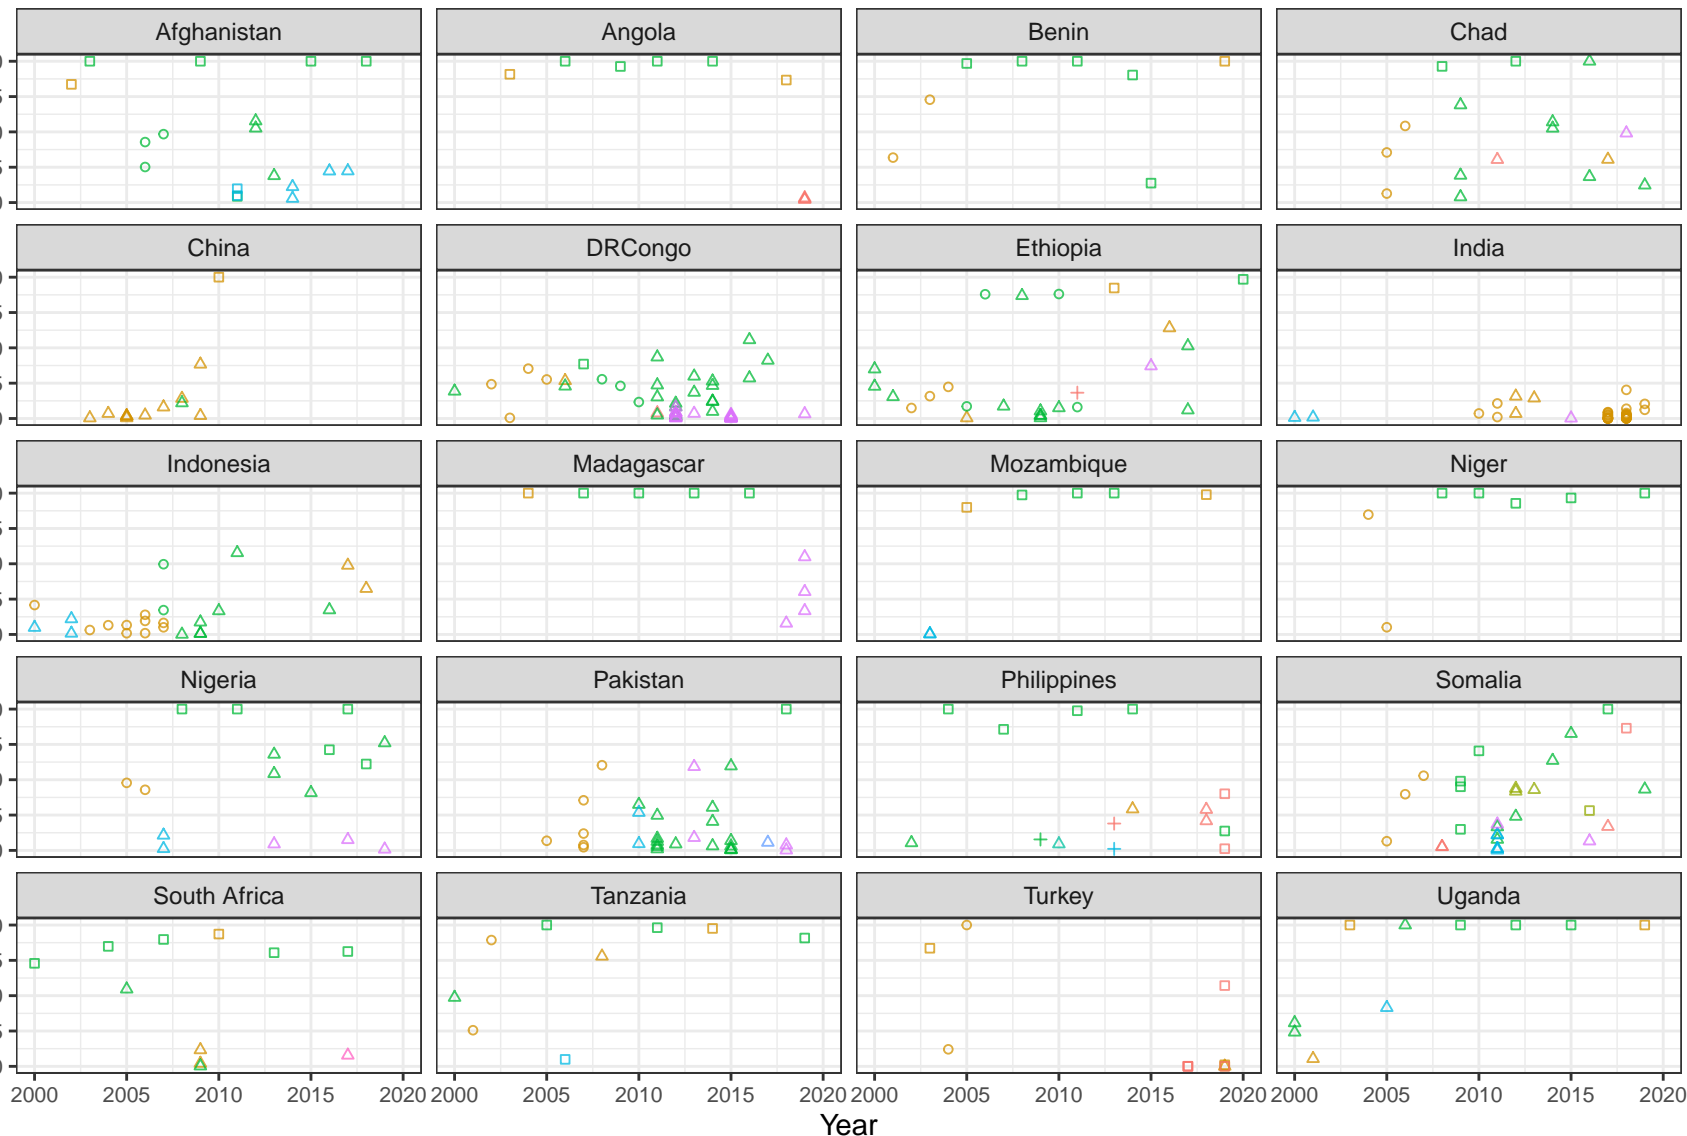 Afghanistan Angola Benin Chad
China DRCongo Ethiopia India
Indonesia Madagascar Mozambique Niger
Nigeria Pakistan Philippines Somalia
South Africa Tanzania Turkey Uganda
2000 2005 2010 2015 2020 2000 2005 2010 2015 2020 2000 2005 2010 2015 2020 2000 2005 2010 2015 2020
Year